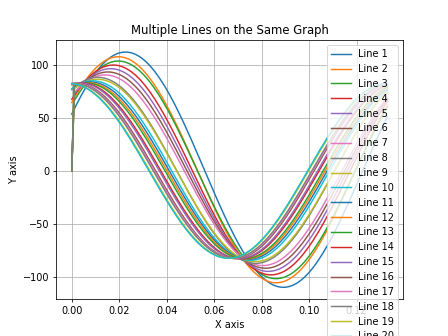 Multiple Lines on the Same Graph
Y axis
100
50
0
−50
−100
0.00
0.02
0.04
0.06
0.08
0.10
X axis
Line 1
Line 2
Line 3
Line 4
Line 5
Line 6
Line 7
Line 8
Line 9
Line 10
Line 11
Line 12
Line 13
Line 14
Line 15
Line 16
Line 17
Line 18
Line 19
Line 20